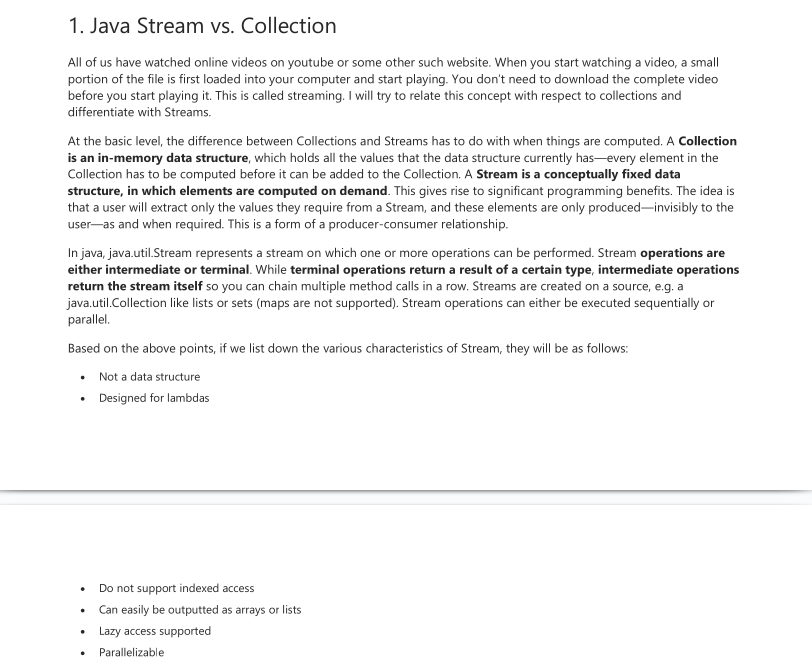 1. Java Stream vs. Collection
All of us have watched online videos on youtube or some other such website. When you start watching a video, a small
portion of the file is first loaded into your computer and start playing. You don't need to download the complete video
before you start playing it. This is called streaming. I will try to relate this concept with respect to collections and
differentiate with Streams.
At the basic level, the difference between Collections and Streams has to do with when things are computed. A Collection
is an in-memory data structure, which holds all the values that the data structure currently has—every element in the
Collection has to be computed before it can be added to the Collection. A Stream is a conceptually fixed data
structure, in which elements are computed on demand. This gives rise to significant programming benefits. The idea is
that a user will extract only the values they require from a Stream, and these elements are only produced—invisibly to the
user—as and when required. This is a form of a producer-consumer relationship.
In java, java.util.Stream represents a stream on which one or more operations can be performed. Stream operations are
either intermediate or terminal. While terminal operations return a result of a certain type, intermediate operations
return the stream itself so you can chain multiple method calls in a row. Streams are created on a source, e.g. a
java.util.Collection like lists or sets (maps are not supported). Stream operations can either be executed sequentially or
parallel.
Based on the above points, if we list down the various characteristics of Stream, they will be as follows:
• Not a data structure
• Designed for lambdas
• Do not support indexed access
• Can easily be outputted as arrays or lists
• Lazy access supported
• Parallelizable